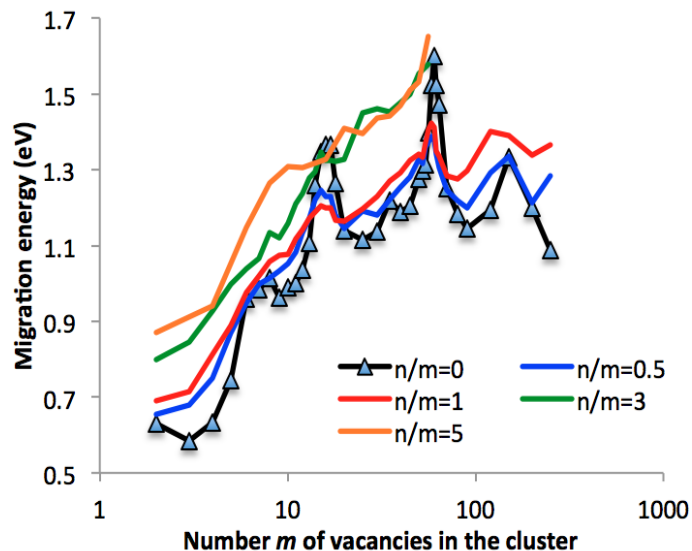 1.7
1.5
1.3
1.1
0.9
0.7
0.5
Migration energy (eV)
n/m=0 n/m=0.5
n/m=1 n/m=3
n/m=5
1 10 100 1000
Number m of vacancies in the cluster